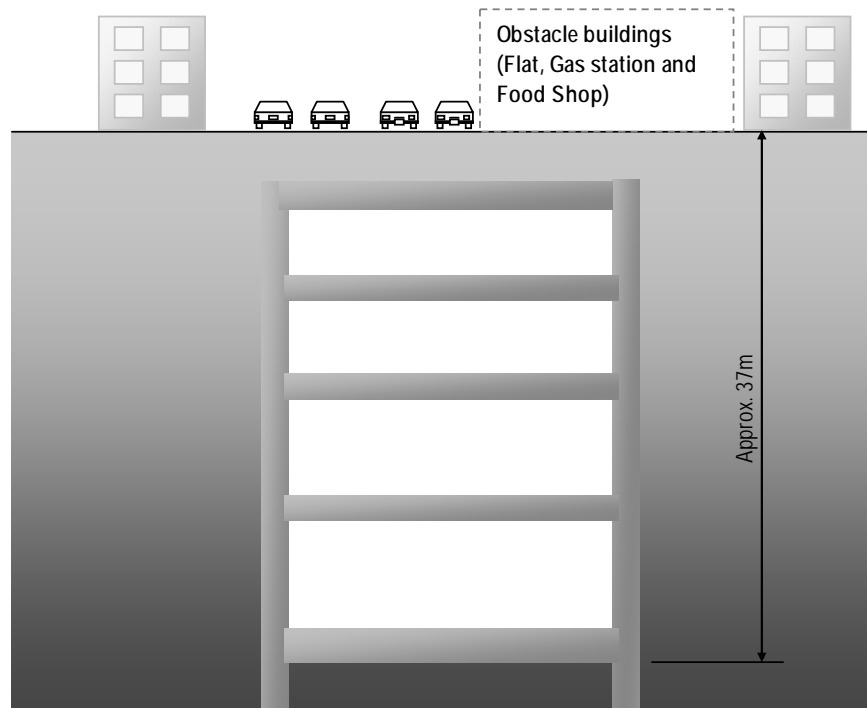 Obstacle buildings
(Flat, Gas station and
Food Shop)
Approx. 37m